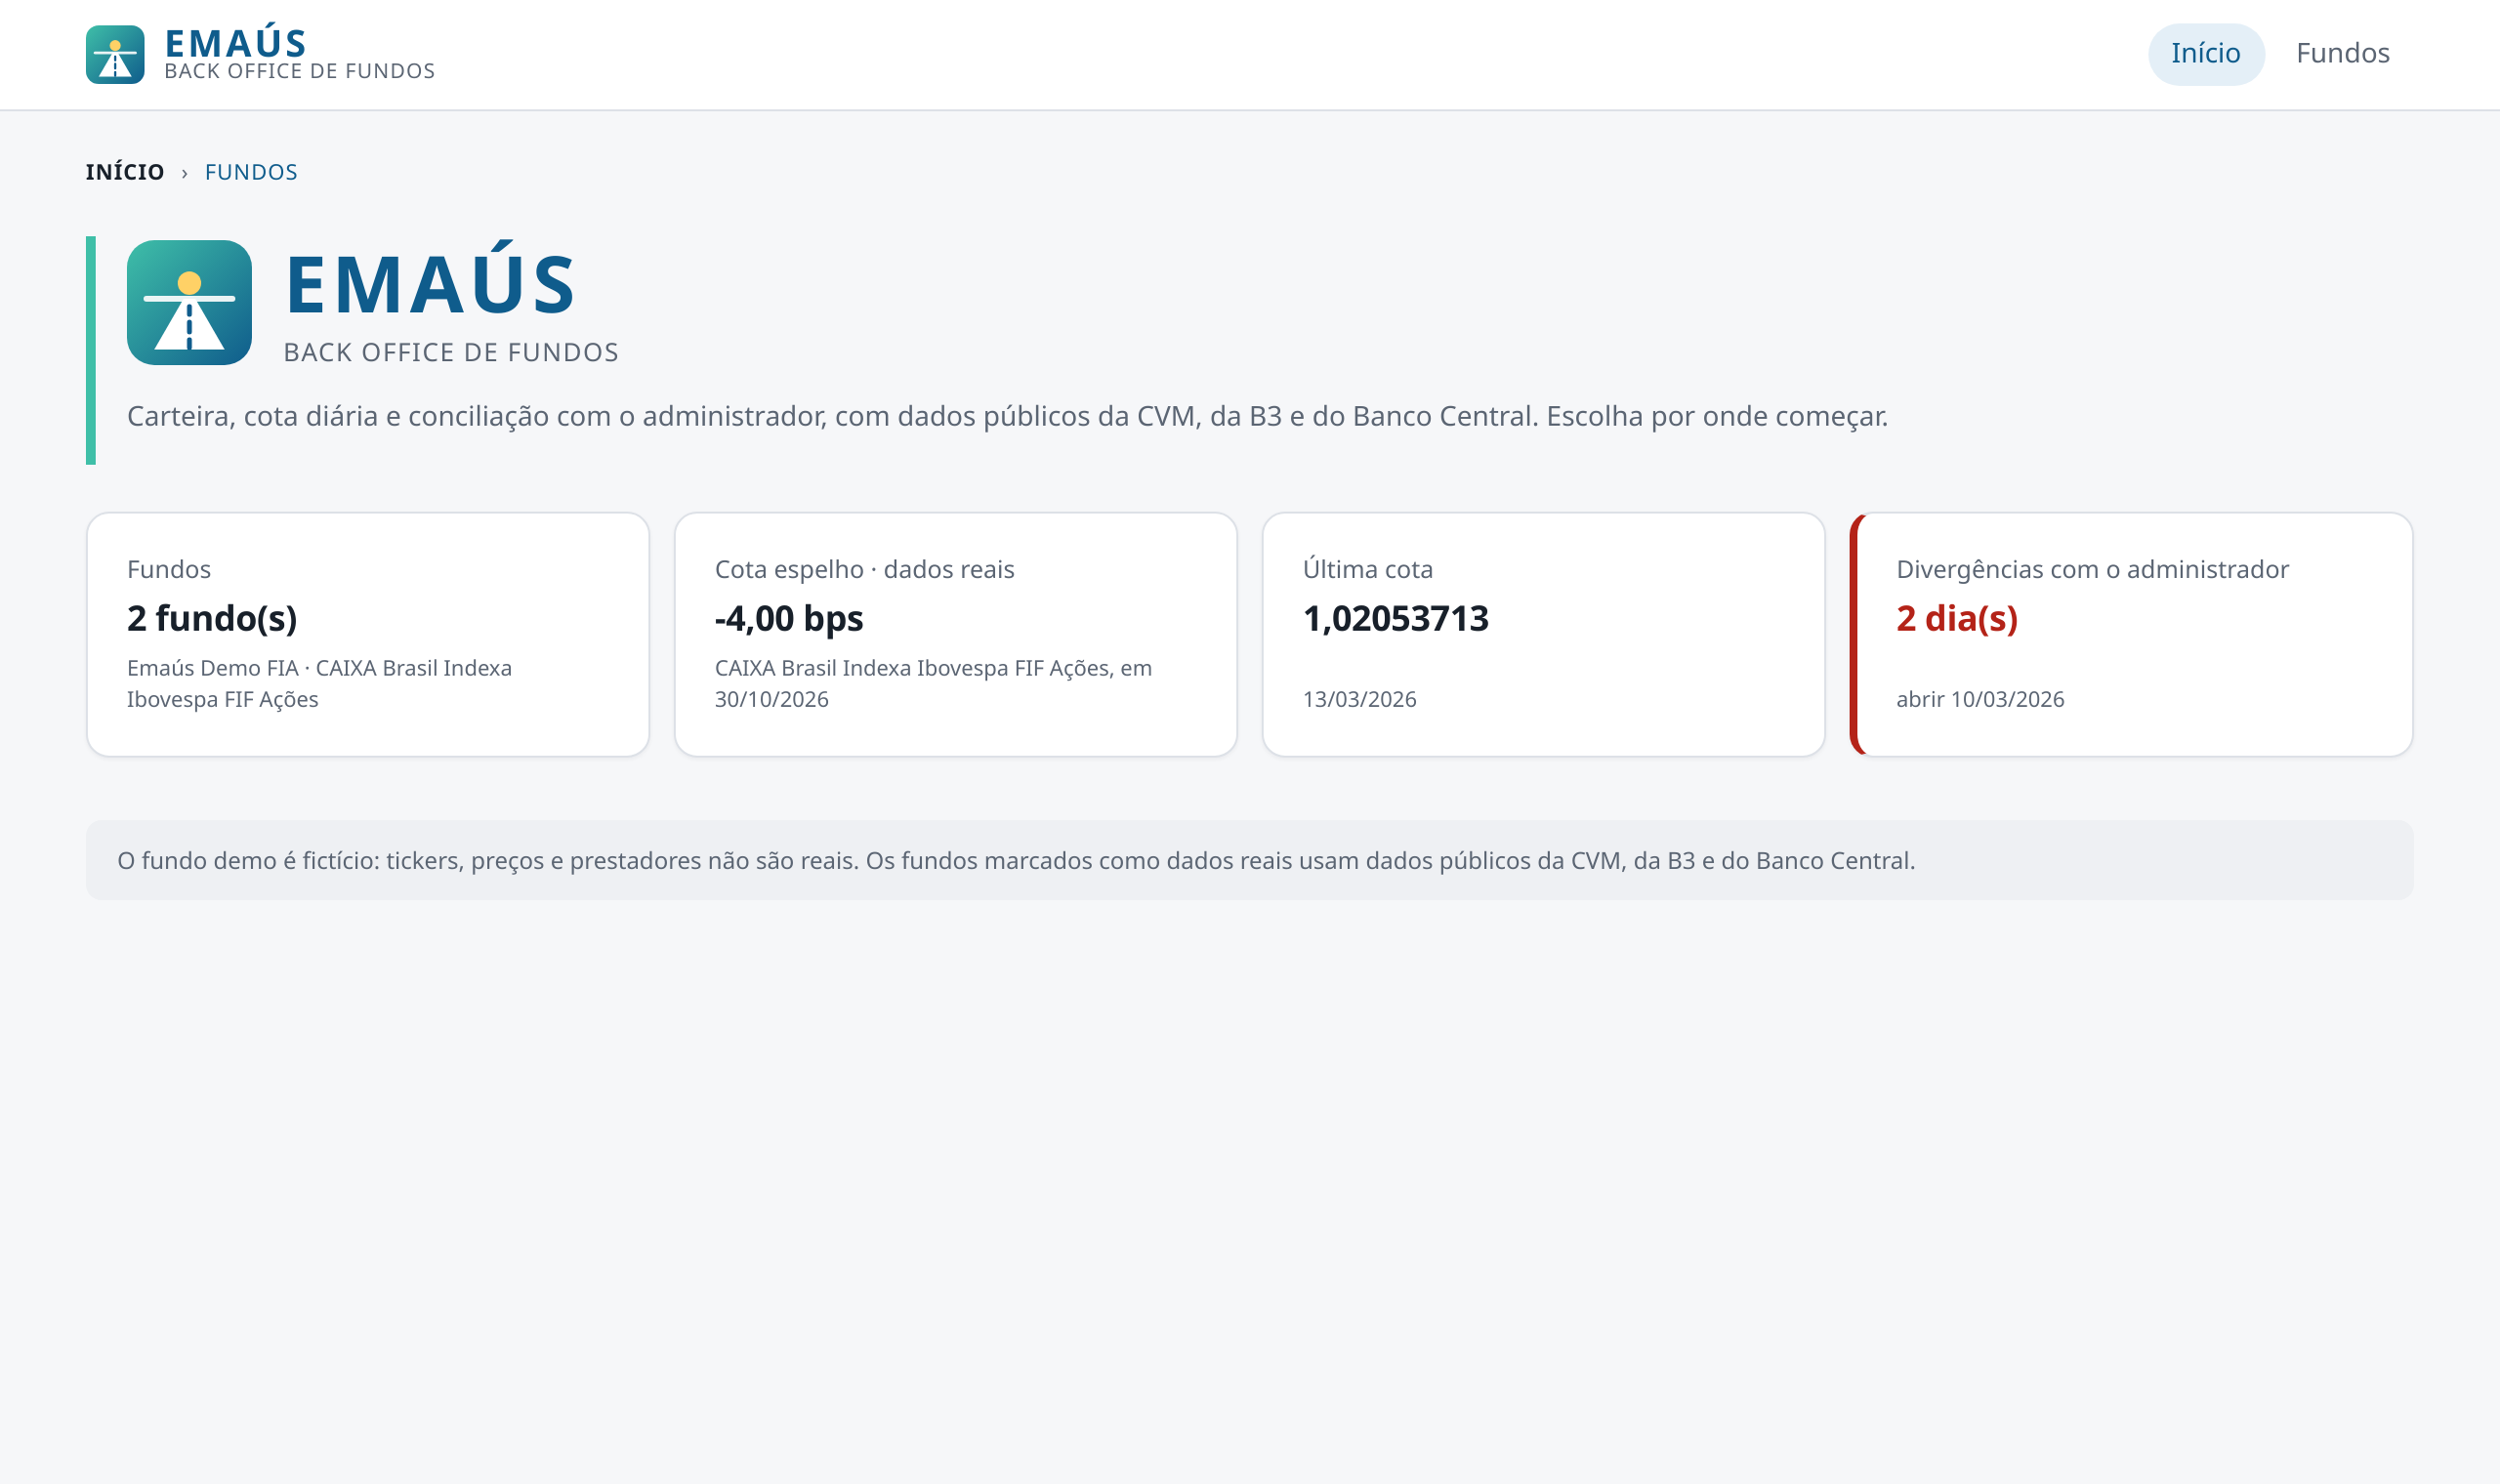 EMAÚS
BACK OFFICE DE FUNDOS
Início
Fundos
INÍCIO › FUNDOS
EMAÚS
BACK OFFICE DE FUNDOS
Carteira, cota diária e conciliação com o administrador, com dados públicos da CVM, da B3 e do Banco Central. Escolha por onde começar.
Fundos
2 fundo(s)
Emaús Demo FIA · CAIXA Brasil Indexa
Ibovespa FIF Ações
Cota espelho · dados reais
-4,00 bps
CAIXA Brasil Indexa Ibovespa FIF Ações, em
30/10/2026
Última cota
1,02053713
13/03/2026
Divergências com o administrador
2 dia(s)
abrir 10/03/2026
O fundo demo é fictício: tickers, preços e prestadores não são reais. Os fundos marcados como dados reais usam dados públicos da CVM, da B3 e do Banco Central.